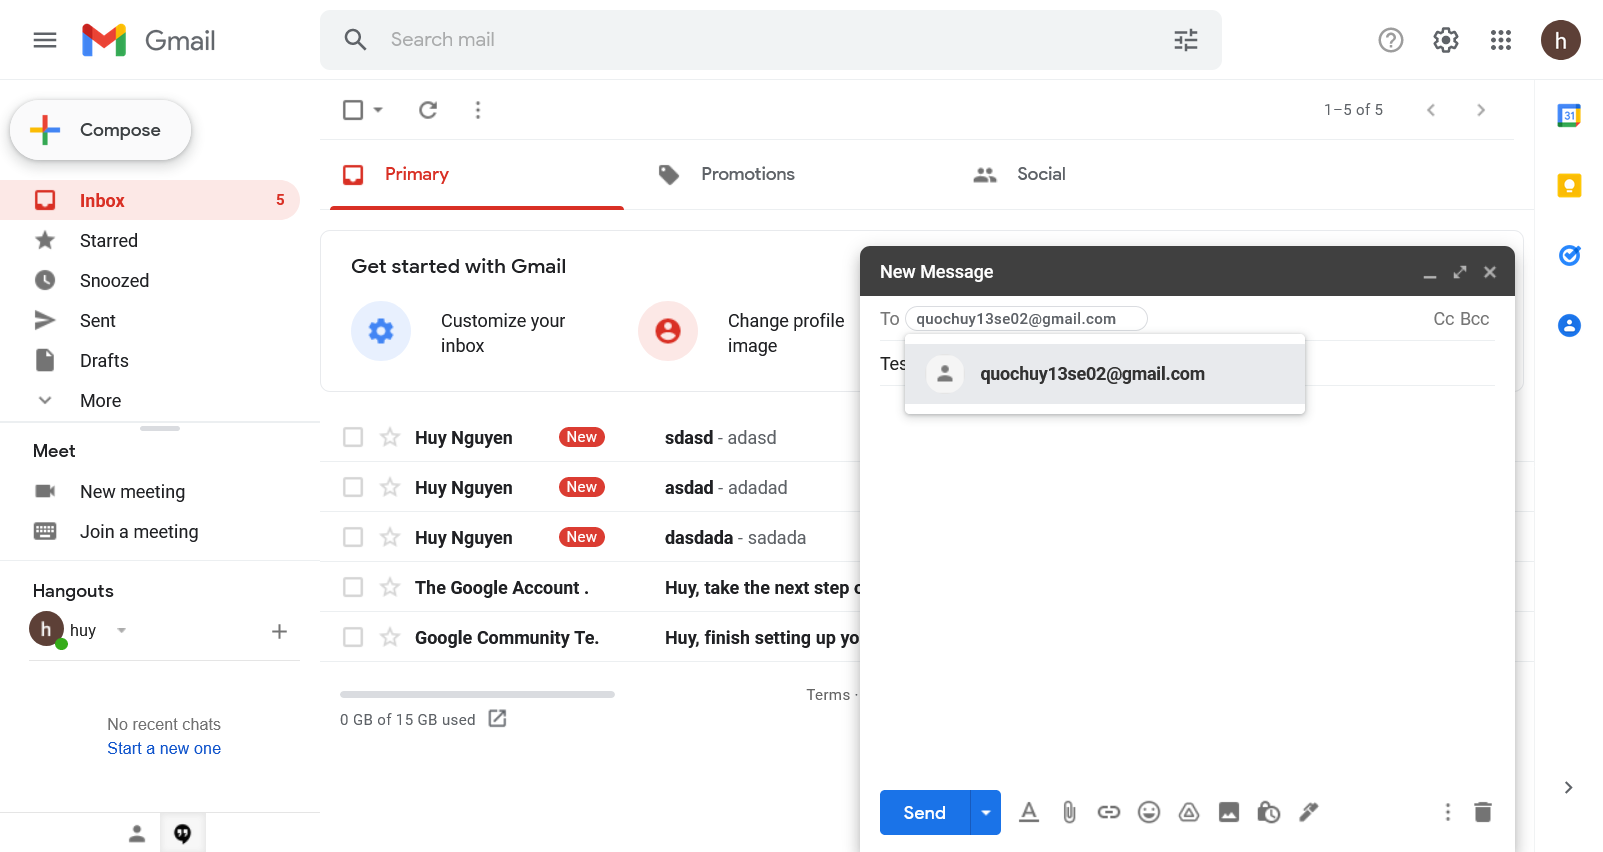 Gmail
Search mail
h
Compose
1–5 of 5
31
Inbox 5
Starred
Snoozed
Sent
Drafts
More
Primary
Promotions
Social
Get started with Gmail
Customize your
inbox
Change profile
image
Huy Nguyen New sdasd - adasd
Huy Nguyen New asdad - adadad
Huy Nguyen New dasdada - sadada
The Google Account . Huy, take the next step
Google Community Te. Huy, finish setting up yo
0 GB of 15 GB used
Terms ·
Meet
New meeting
Join a meeting
Hangouts
h huy
No recent chats
Start a new one
New Message
To quochuy13se02@gmail.com Cc Bcc
Tes
quochuy13se02@gmail.com
Send